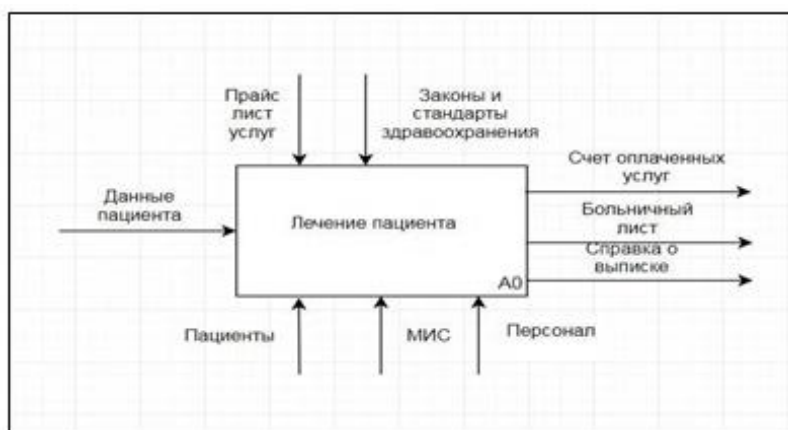 Прайс
лист
услуг
Законы и
стандарты
здравоохранения
Счет оплаченных
услуг
Данные
пациента
Лечение пациента
Больничный
лист
Справка о
выписке
A0
Пациенты
МИС
Персонал